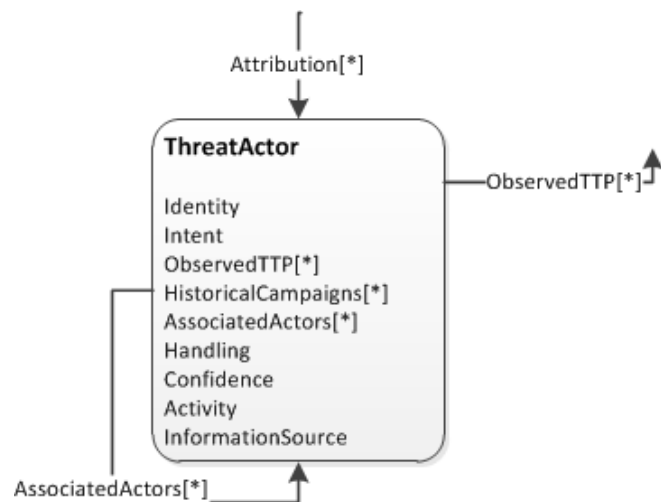 Attribution[*]
ThreatActor
ObservedTTP[*]
Identity
Intent
ObservedTTP[*]
HistoricalCampaigns[*]
AssociatedActors[*]
Handling
Confidence
Activity
InformationSource
AssociatedActors[*]